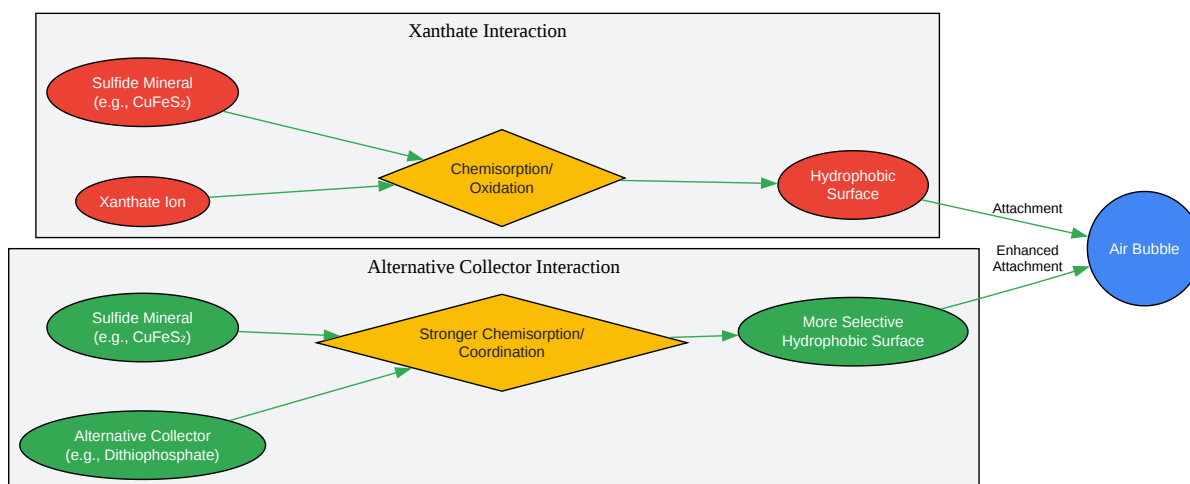 Xanthate Interaction
Sulfide Mineral
(e.g., CuFeS₂)
Xanthate Ion
Chemisorption/
Oxidation
Hydrophobic
Surface
Attachment
Air Bubble
Enhanced
Attachment
Alternative Collector Interaction
Sulfide Mineral
(e.g., CuFeS₂)
Alternative Collector
(e.g., Dithiophosphate)
Stronger Chemisorption/
Coordination
More Selective
Hydrophobic Surface